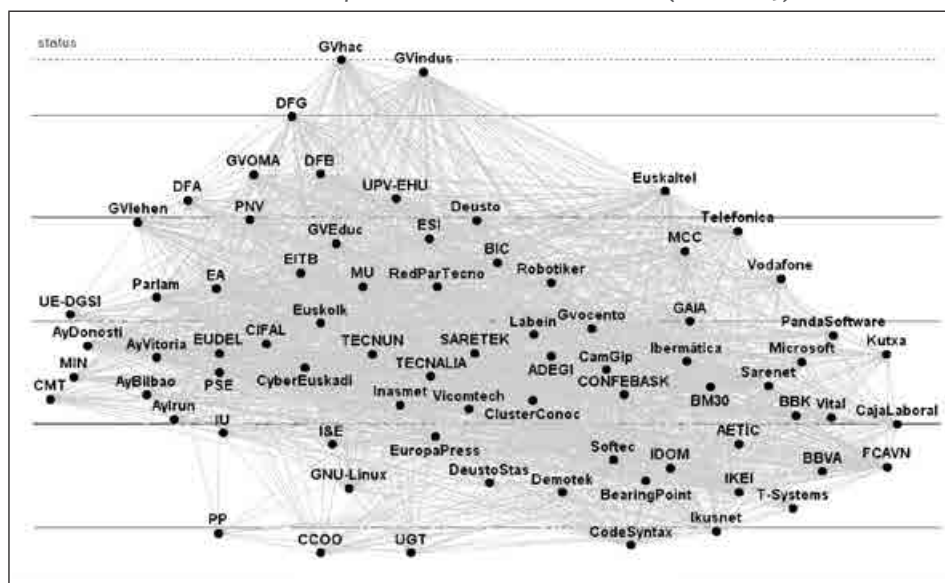 status
GVhac
GVindus
DFG
GVOMA
DFB
DFA
UPV-EHU
Euskaltel
GVlehen
PNV
Deusto
Telefonica
GVEduc
ESI
MCC
BIC
EITB
Robotiker
Vodafone
EA
MU
RedParTecno
Parlam
UE-DGSI
Euskolk
GAIA
Gvocento
Labein
PandaSoftware
AyDonosti
CIFAL
AyVitoria
EUDEL
TECNUN
SARETEK
Ibermática
Microsoft
Kutxa
MIN
TECNALIA
ADEGI
CamGip
Sarenet
CMT
AyBilbao
PSE
CyberEuskadi
CONFEBASK
BM30
AyIrun
Inasmet
Vicomtech
ClusterConoc
BBK
Vital
CajaLaboral
IU
I&E
EuropaPress
AETIC
Softec
IDOM
BBVA
FCAVN
GNU-Linux
DeustoStas
Demotek
BearingPoint
IKEI
T-Systems
PP
CCOO
UGT
CodeSyntax
Ikusnet